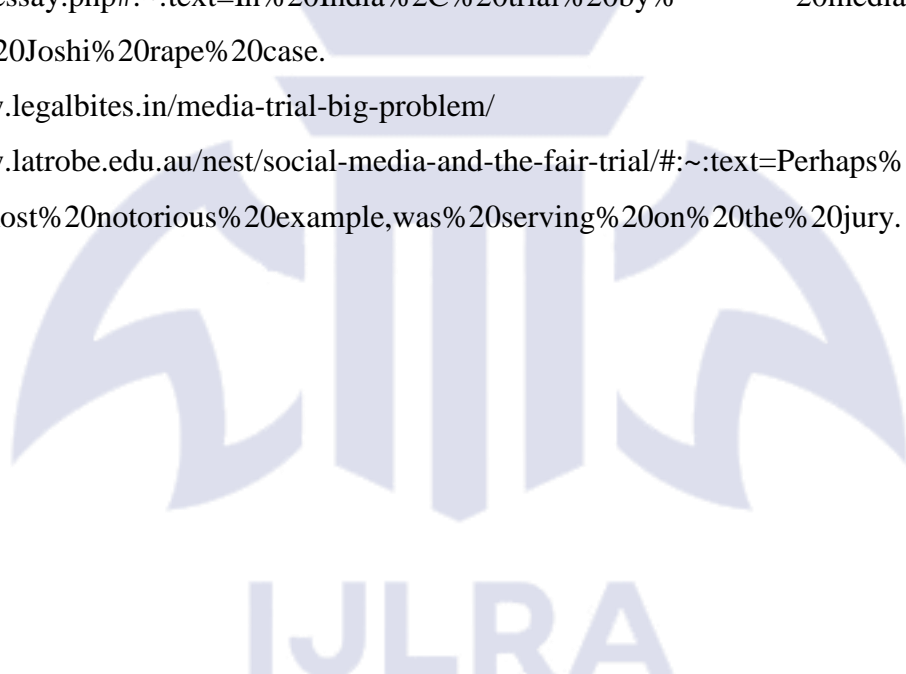 essay.php#:~:text=In%20India%2C%20trial%20by% 20media
20Joshi%20rape%20case.
.legalbites.in/media-trial-big-problem/
.latrobe.edu.au/nest/social-media-and-the-fair-trial/#:~:text=Perhaps%
ost%20notorious%20example,was%20serving%20on%20the%20jury.
IJLRA